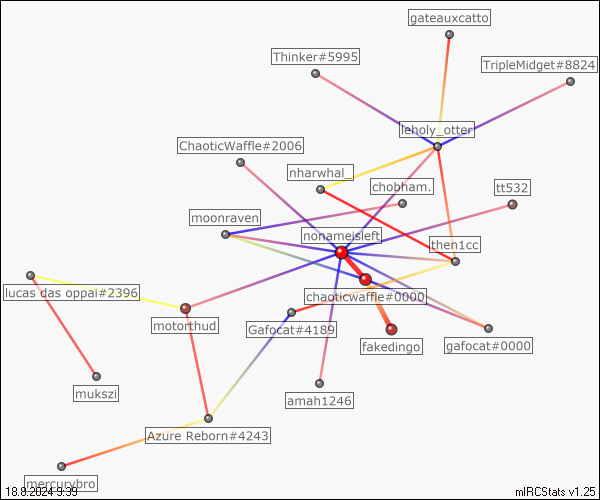 gateauxcatto
Thinker#5995
TripleMidget#8824
leholy_otter
ChaoticWaffle#2006
nharwhal_
chobham.
tt532
moonraven
nonameisleft
then1cc
lucas das oppai#2396
chaoticwaffle#0000
motorthud
Gafocat#4189
fakedingo
gafocat#0000
mukszi
amah1246
Azure Reborn#4243
mercurybro
18.8.2024 9:39
mIRCStats v1.25